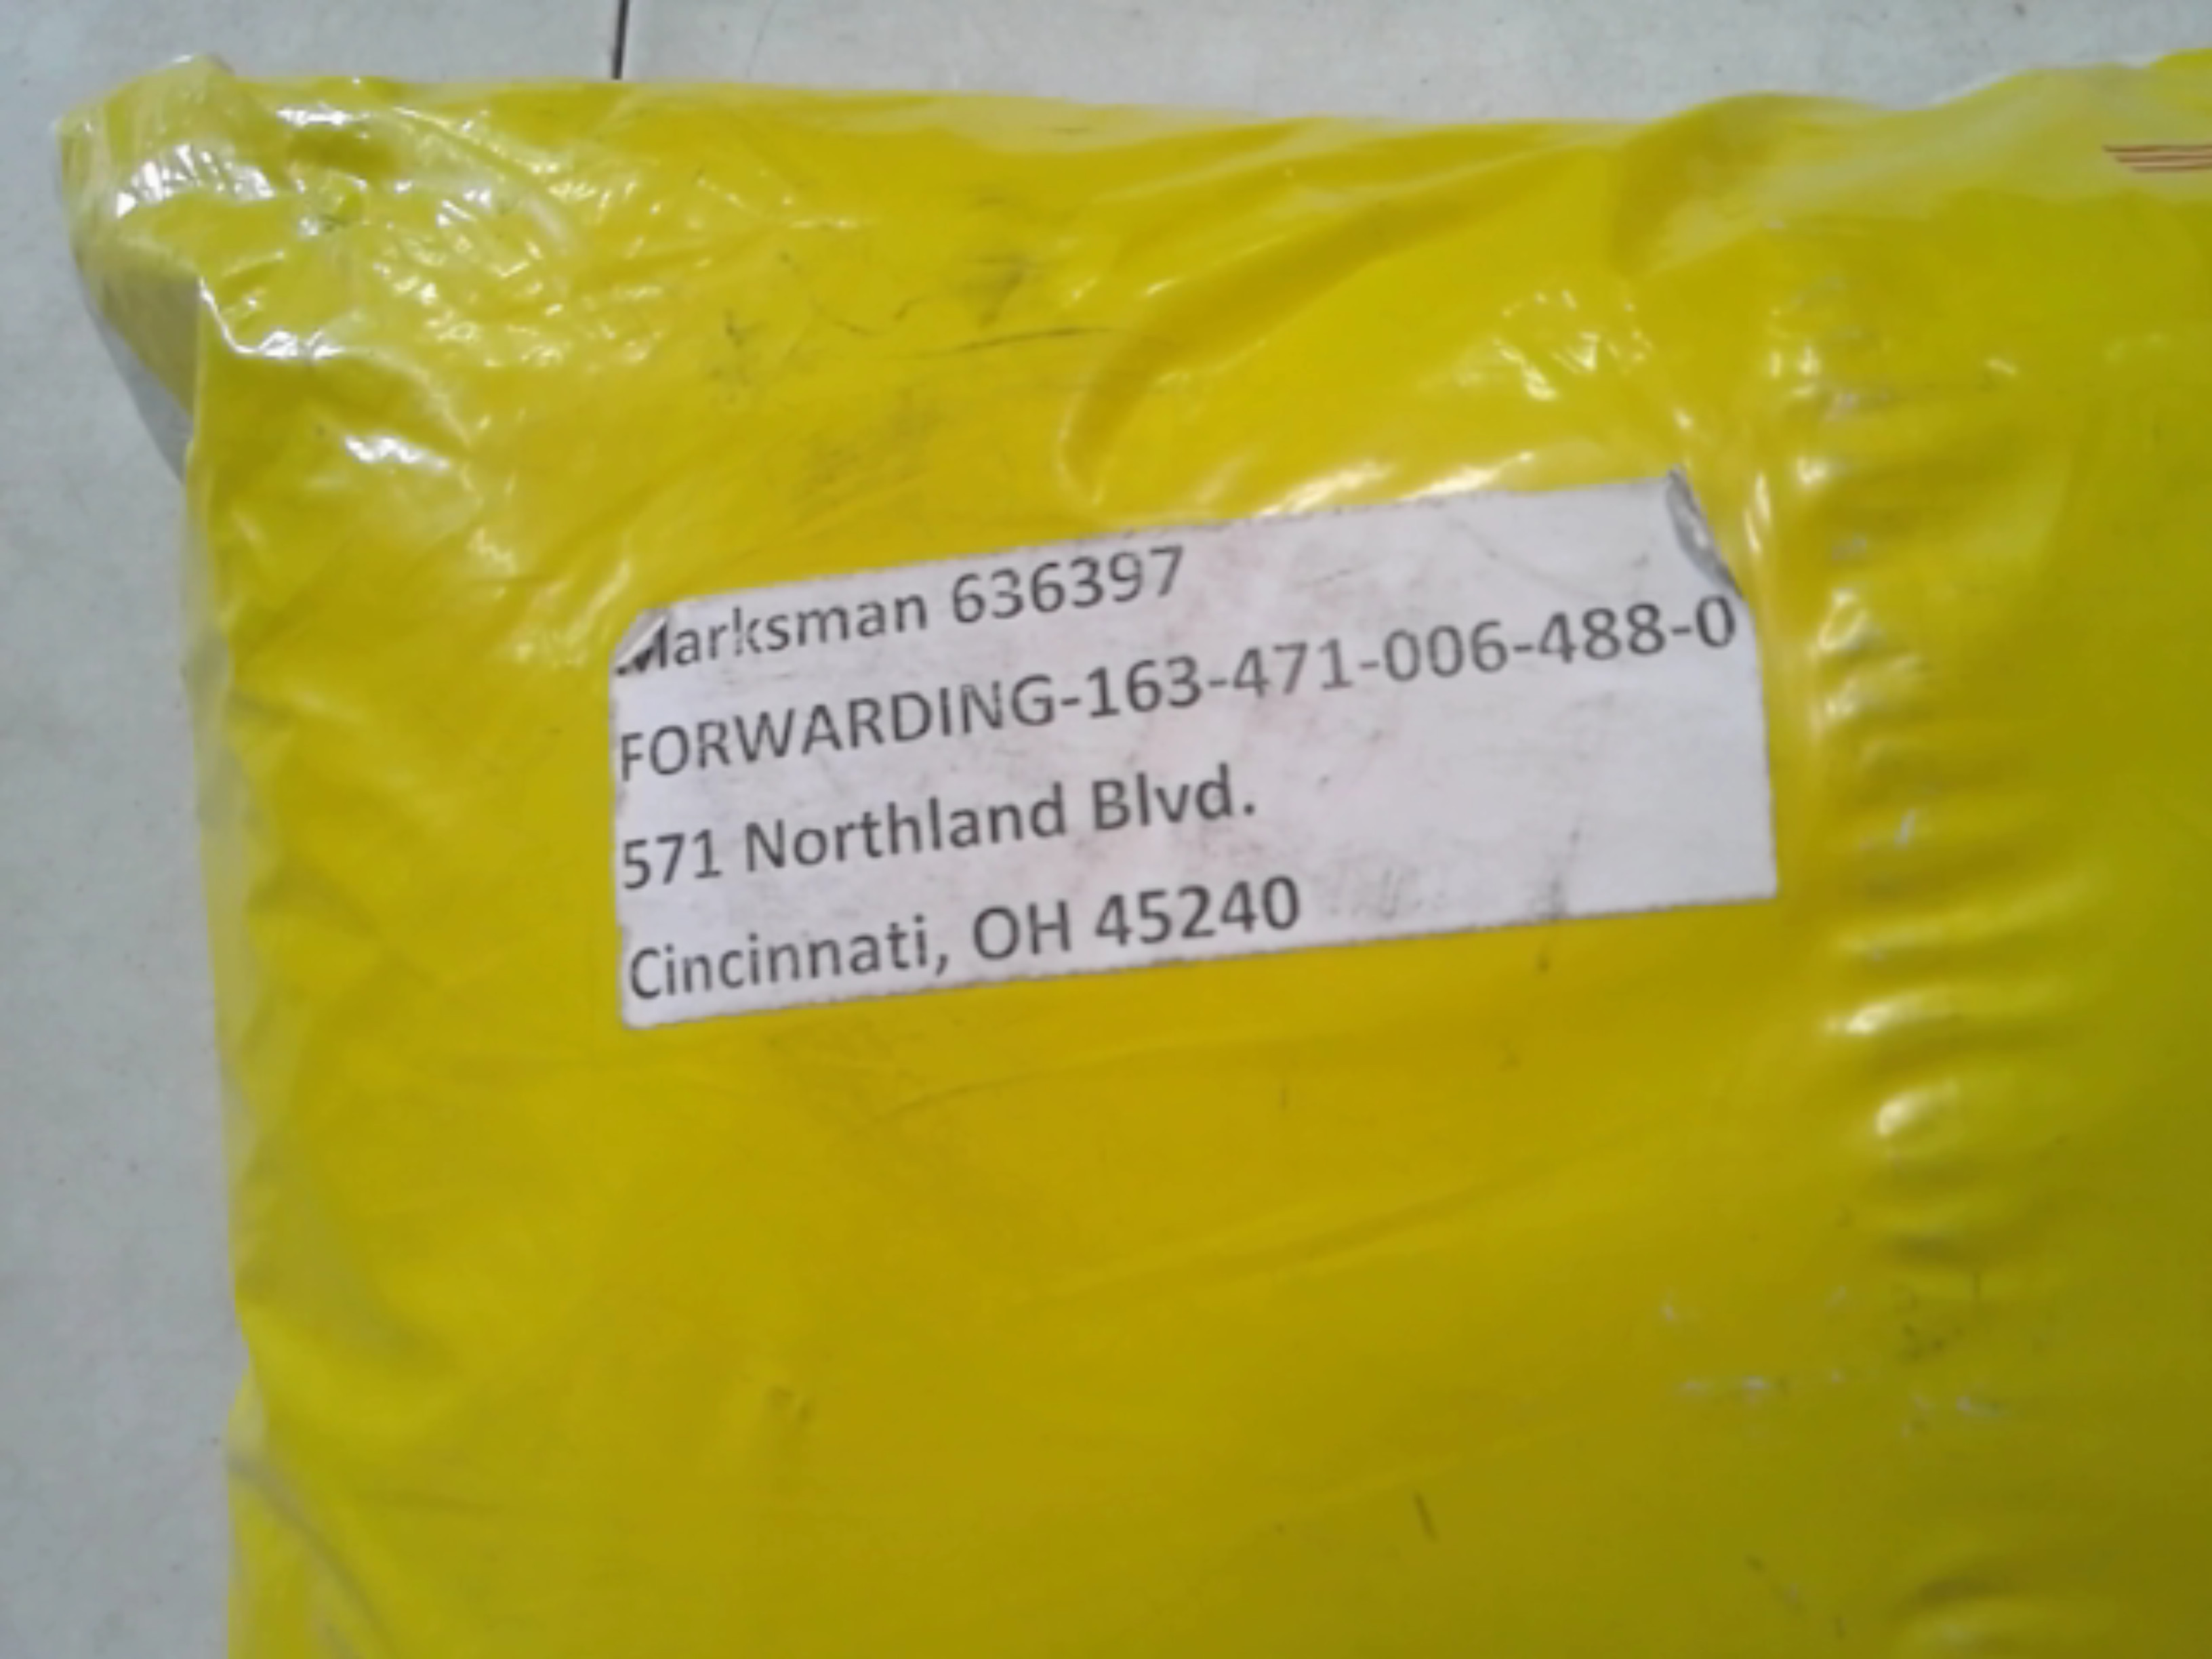 Marksman 636397
FORWARDING-163-471-006-488-0
571 Northland Blvd.
Cincinnati, OH 45240